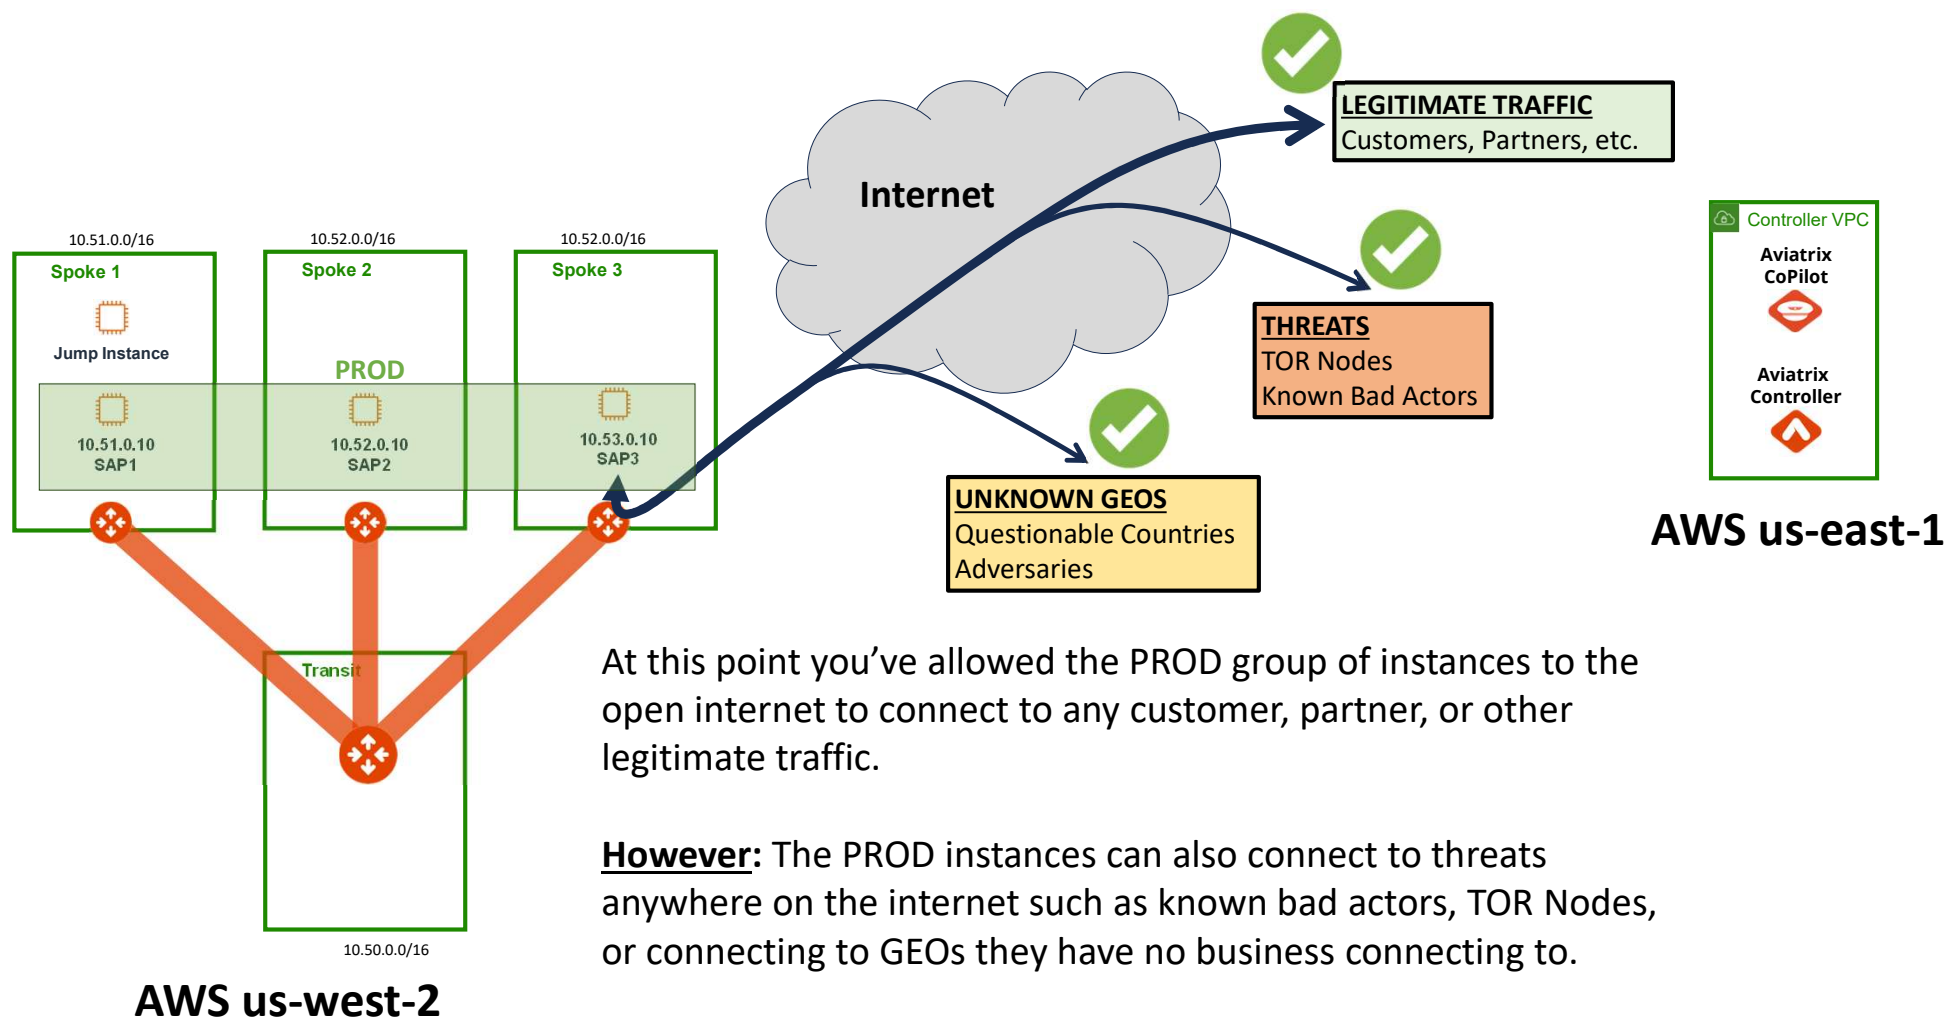 LEGITIMATE TRAFFIC
Customers, Partners, etc.
Internet
Controller VPC
Aviatrix
CoPilot
Aviatrix
Controller
AWS us-east-1
10.51.0.0/16
10.52.0.0/16
10.52.0.0/16
Spoke 1
Spoke 2
Spoke 3
Jump Instance
PROD
10.51.0.10
SAP1
10.52.0.10
SAP2
10.53.0.10
SAP3
THREATS
TOR Nodes
Known Bad Actors
UNKNOWN GEOS
Questionable Countries
Adversaries
Transit
10.50.0.0/16
AWS us-west-2
At this point you’ve allowed the PROD group of instances to the
open internet to connect to any customer, partner, or other
legitimate traffic.
However: The PROD instances can also connect to threats
anywhere on the internet such as known bad actors, TOR Nodes,
or connecting to GEOs they have no business connecting to.